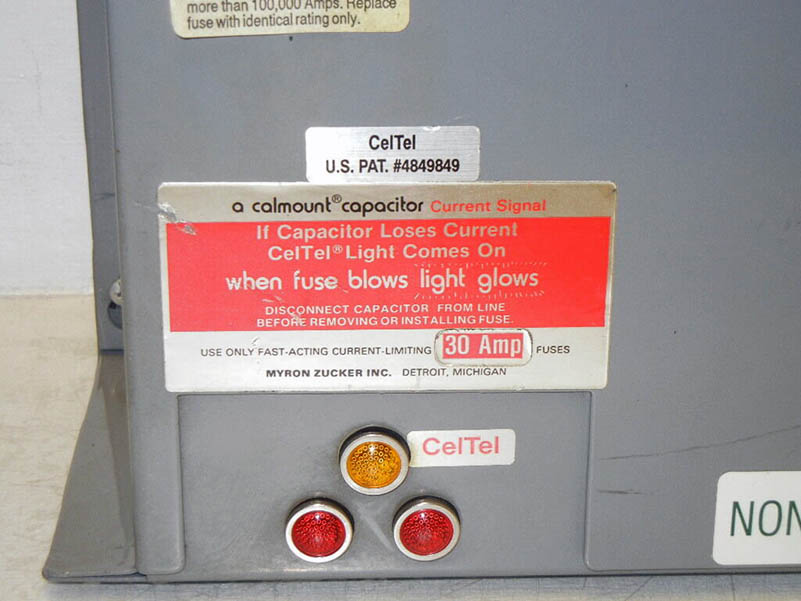 more than 100,000 Amps. Replace
fuse with identical rating only.
CelTel
U.S. PAT. #4849849
a calmount® capacitor Current Signal
If Capacitor Loses Current
CelTel® Light Comes On
when fuse blows light glows
DISCONNECT CAPACITOR FROM LINE
BEFORE REMOVING OR INSTALLING FUSE.
USE ONLY FAST-ACTING CURRENT-LIMITING 30 Amp FUSES
MYRON ZUCKER INC. DETROIT, MICHIGAN
CelTel
NON